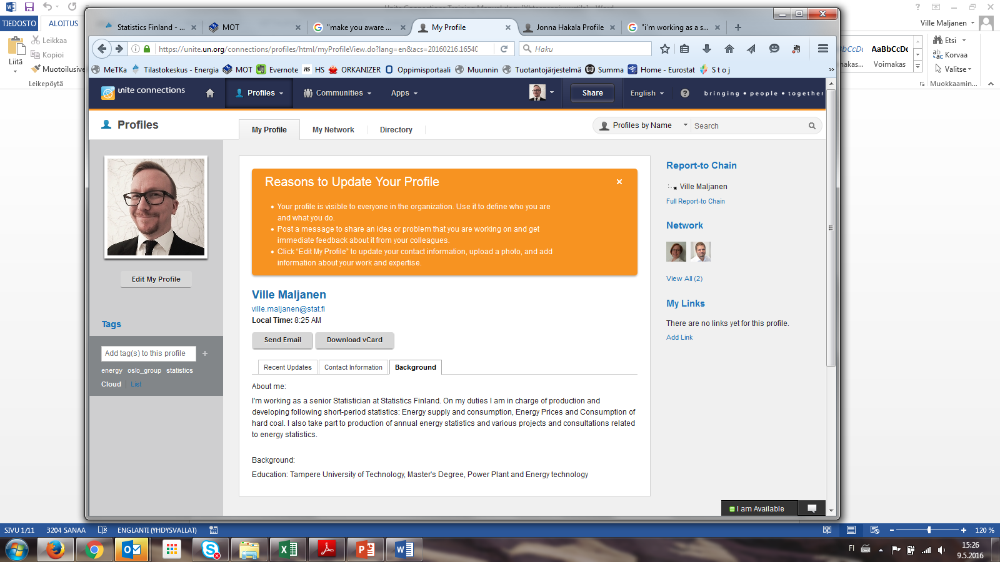 TIEDOSTO
ALOITUS
Ville Maljanen
Leikkaa
Kopioi
Liitä
Muotoilusive
Leikepöytä
Etsi
Korvaa
Valitse
Muokkaamin...
AaBbCcDc
Voimakas
Statistics Finland - ...
MOT
"make you aware ...
My Profile
Jonna Hakala Profile
"i'm working as a s...
https://unite.un.org/connections/profiles/html/myProfileView.do?lang=en&acs=20160216.16540
Haku
MeTKa
Tilastokeskus - Energia
MOT
Evernote
HS
HS
ORKANIZER
Oppimisportaali
Muunnin
Tuotantojärjestelmä
Summa
Home - Eurostat
S t o j
unite connections
Profiles
Communities
Apps
Share
English
bringing • people • together
Profiles
My Profile
My Network
Directory
Profiles by Name
Search
Edit My Profile
Tags
Add tag(s) to this profile
energy oslo_group statistics
Cloud | List
Reasons to Update Your Profile
• Your profile is visible to everyone in the organization. Use it to define who you are
and what you do.
• Post a message to share an idea or problem that you are working on and get
immediate feedback about it from your colleagues.
• Click "Edit My Profile" to update your contact information, upload a photo, and add
information about your work and expertise.
Ville Maljanen
ville.maljanen@stat.fi
Local Time: 8:25 AM
Send Email
Download vCard
Recent Updates
Contact Information
Background
About me:
I'm working as a senior Statistician at Statistics Finland. On my duties I am in charge of production and
developing following short-period statistics: Energy supply and consumption, Energy Prices and Consumption of
hard coal. I also take part to production of annual energy statistics and various projects and consultations related
to energy statistics.
Background:
Education: Tampere University of Technology, Master's Degree, Power Plant and Energy technology
Report-to Chain
Ville Maljanen
Full Report-to Chain
Network
View All (2)
My Links
There are no links yet for this profile.
Add Link
I am Available
SIVU 1/11
3204 SANAA
ENGLANTI (YHDYSVALLAT)
120 %
FI
15:26
9.5.2016